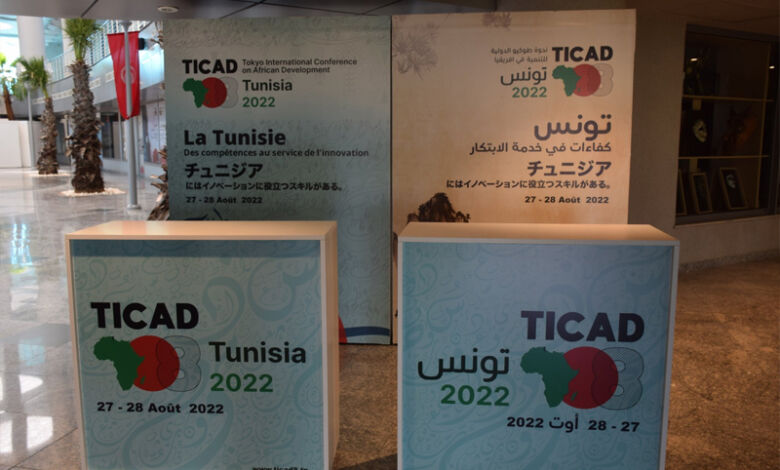 TICAD
Tokyo International Conference
on African Development
Tunisia
2022
La Tunisie
Des compétences au service de l'innovation
チュニジア
にはイノベーションに役立つスキルがある。
27 - 28 Août 2022
ندوة طوكيو الدولية
للتنمية في افريقيا
TICAD
تونس
2022
تونس
كفاءات في خدمة الابتكار
チュニジア
にはイノベーションに役立つスキルがある。
27 - 28 Août 2022
TICAD
8
Tunisia
2022
27 - 28 Août 2022
www.ticad8.tn
TICAD
8
تونس
2022
27 - 28 أوت 2022